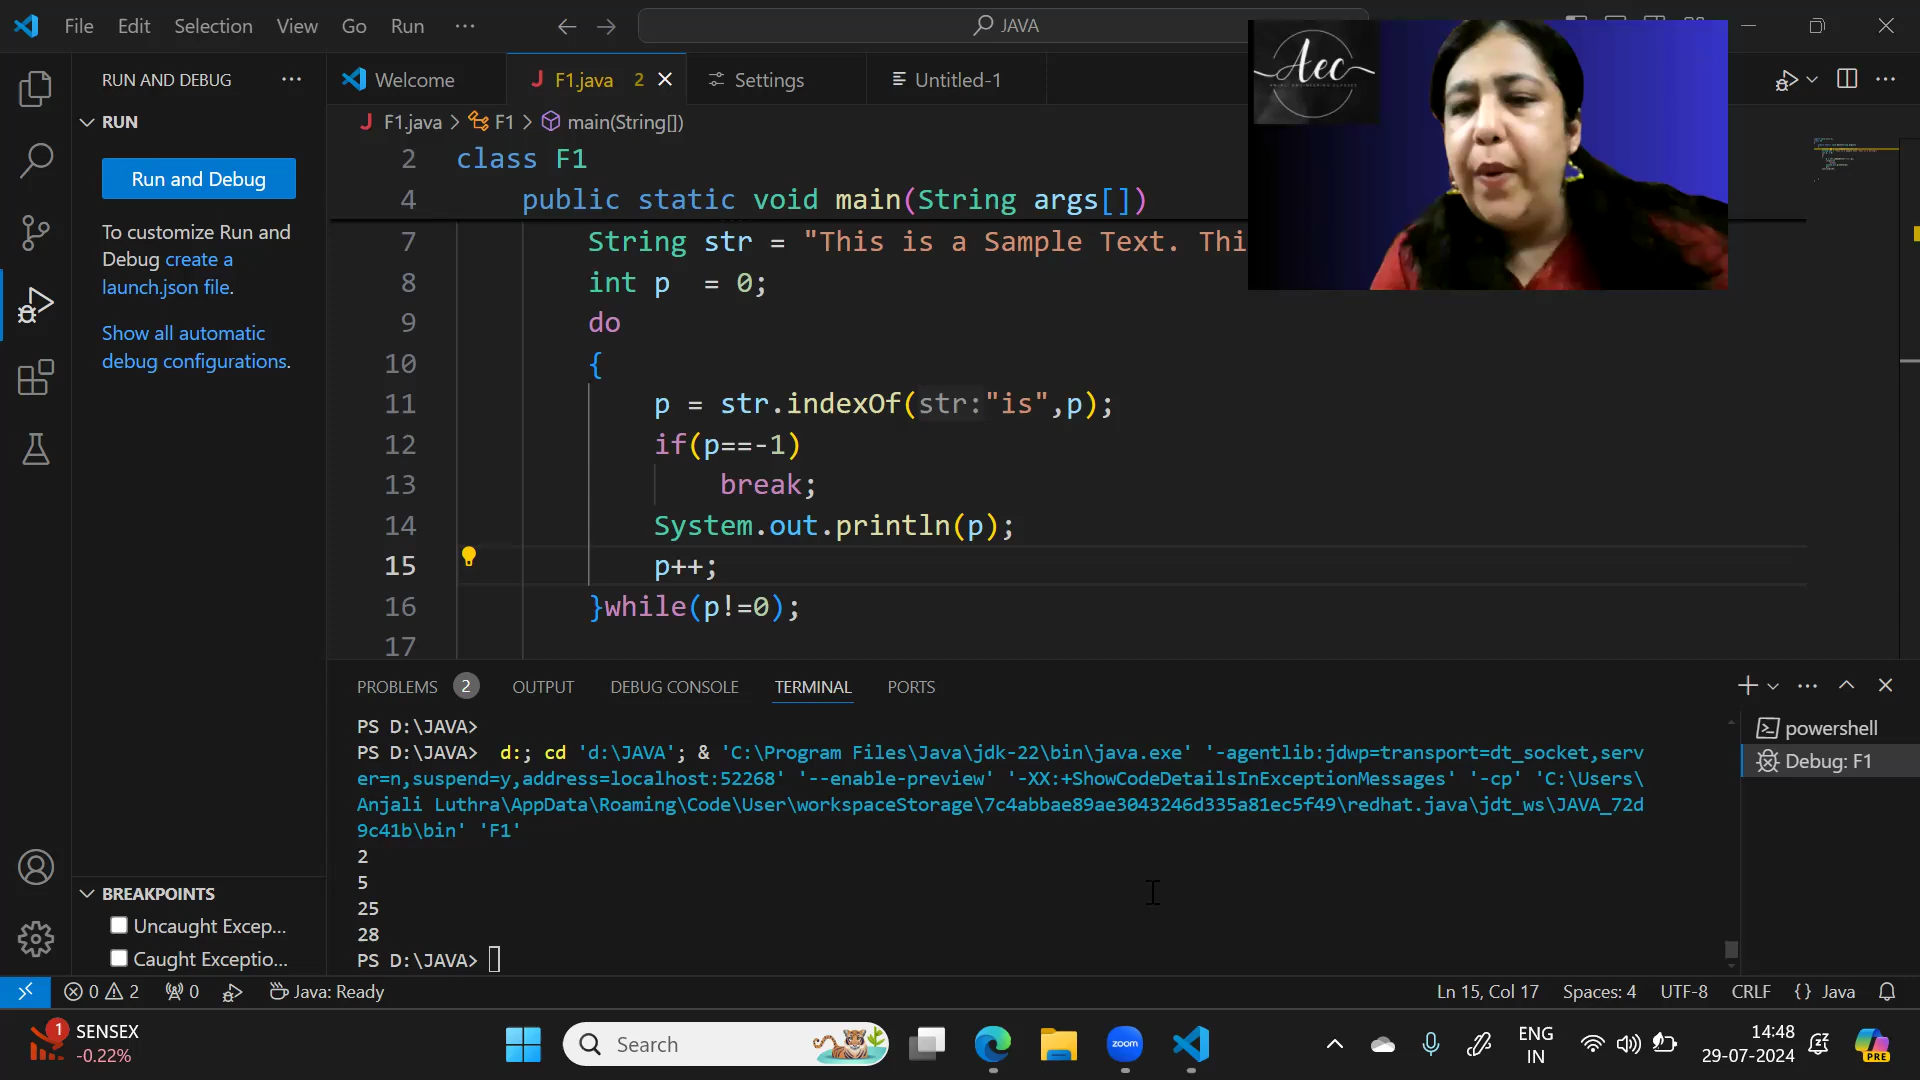 File Edit Selection View Go Run ··· JAVA
RUN AND DEBUG ···
Welcome F1.java 2 Settings Untitled-1
RUN
F1.java > F1 > main(String[])
Run and Debug
To customize Run and
Debug create a
launch.json file.
Show all automatic
debug configurations.
Aec
2 class F1
4 public static void main(String args[])
7 String str = "This is a Sample Text. Thi
8 int p = 0;
9 do
10 {
11 p = str.indexOf(str:"is",p);
12 if(p==-1)
13 break;
14 System.out.println(p);
15 p++;
16 }while(p!=0);
17
PROBLEMS 2 OUTPUT DEBUG CONSOLE TERMINAL PORTS
PS D:\JAVA>
PS D:\JAVA> d:; cd 'd:\JAVA'; & 'C:\Program Files\Java\jdk-22\bin\java.exe' '-agentlib:jdwp=transport=dt_socket,serv
er=n,suspend=y,address=localhost:52268' '--enable-preview' '-XX:+ShowCodeDetailsInExceptionMessages' '-cp' 'C:\Users\
Anjali Luthra\AppData\Roaming\Code\User\workspaceStorage\7c4abbae89ae3043246d335a81ec5f49\redhat.java\jdt_ws\JAVA_72d
9c41b\bin' 'F1'
2
5
25
28
PS D:\JAVA>
powershell
Debug: F1
BREAKPOINTS
Uncaught Excep...
Caught Exceptio...
0 2 0 Java: Ready Ln 15, Col 17 Spaces: 4 UTF-8 CRLF {} Java
1 SENSEX
-0.22%
Search
zoom
ENG
IN
14:48
29-07-2024
PRE